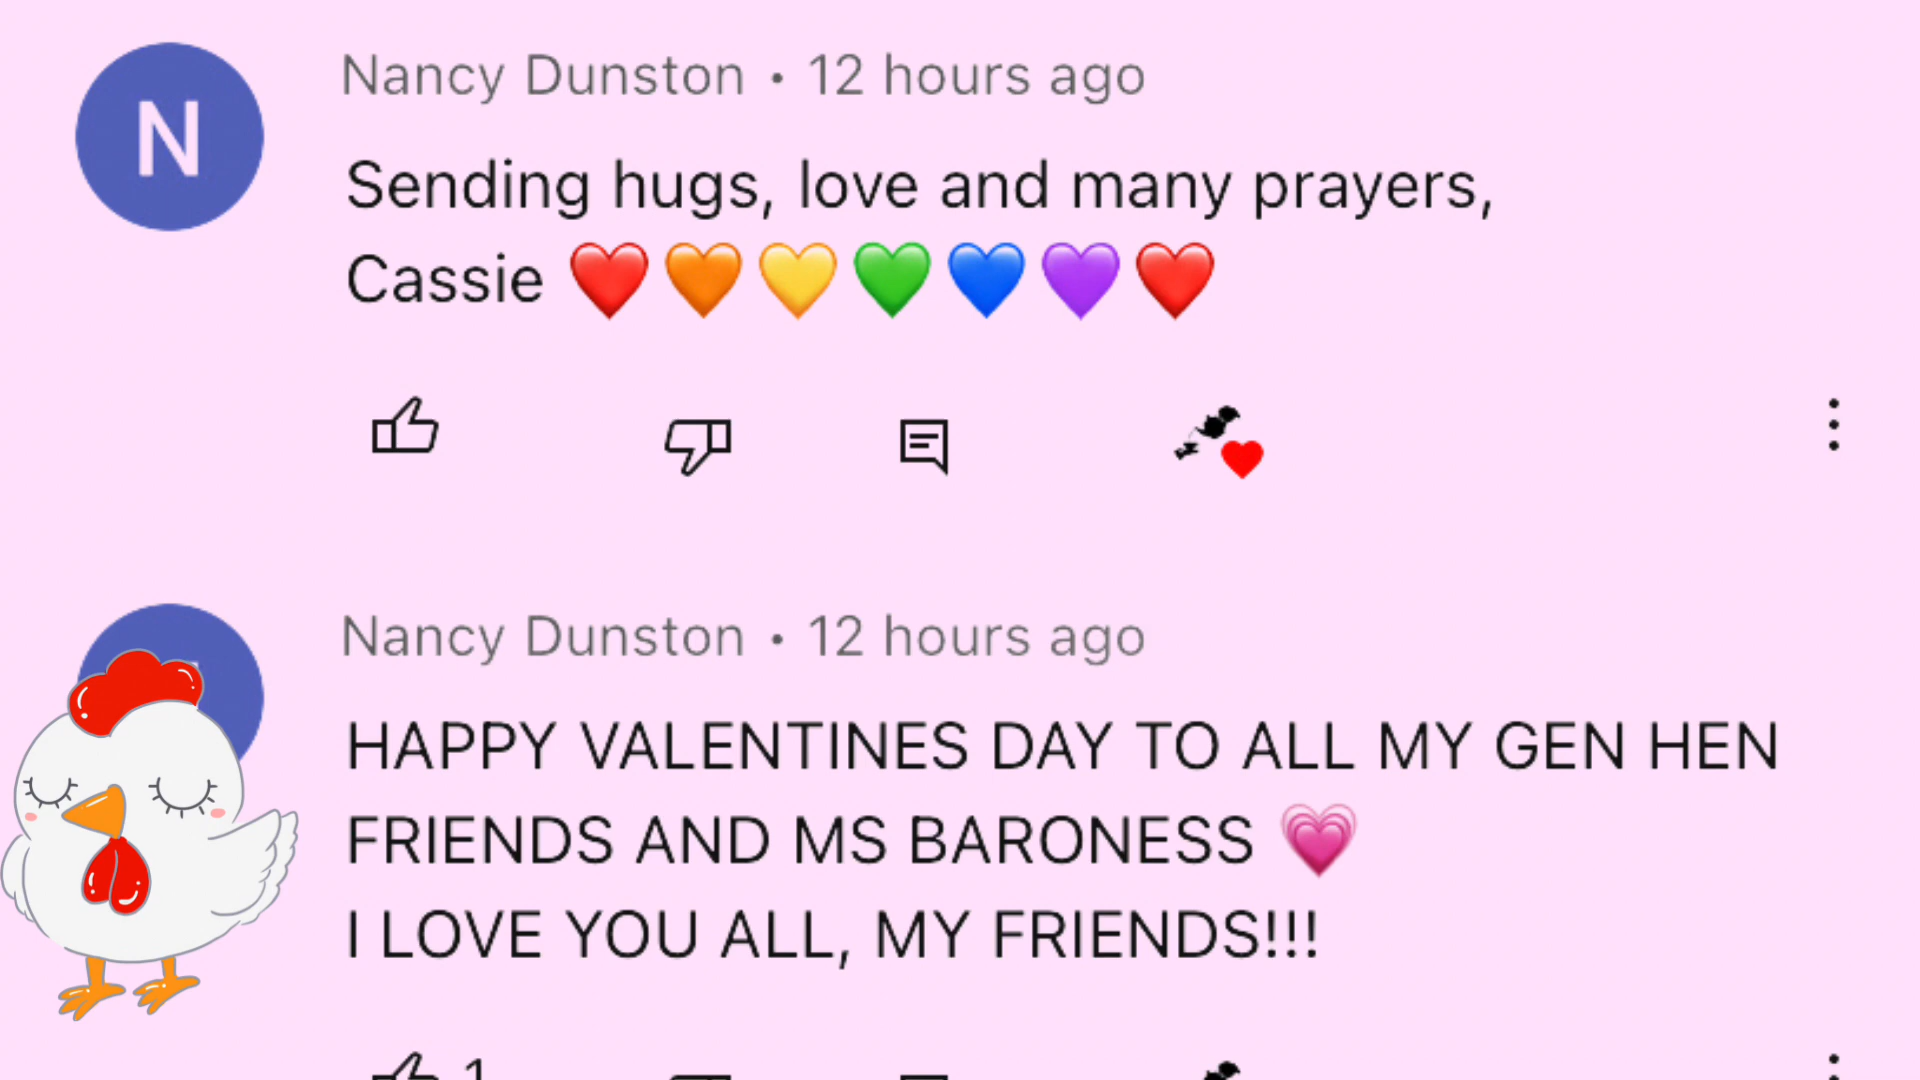 N
Nancy Dunston • 12 hours ago
Sending hugs, love and many prayers,
Cassie ❤️🧡💛💚💙💜❤️
Nancy Dunston • 12 hours ago
HAPPY VALENTINES DAY TO ALL MY GEN HEN
FRIENDS AND MS BARONESS 💗
I LOVE YOU ALL, MY FRIENDS!!!
1